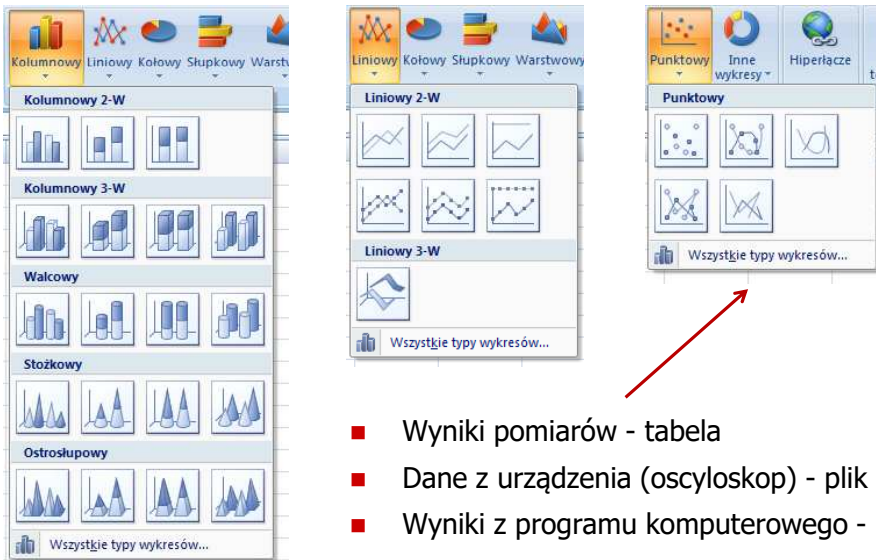 Kolumnowy Liniowy Kołowy Słupkowy
Kolumnowy 2-W
Kolumnowy 3-W
Walcowy
Stożkowy
Ostrosłupowy
Wszystkie typy wykresów...
Liniowy Kołowy Słupkowy Warstwowy
Liniowy 2-W
Liniowy 3-W
Wszystkie typy wykresów...
Punktowy Inne Hiperłącze
wykresy
Punktowy
Wszystkie typy wykresów...
Wyniki pomiarów - tabela
Dane z urządzenia (oscyloskop) - plik
Wyniki z programu komputerowego -